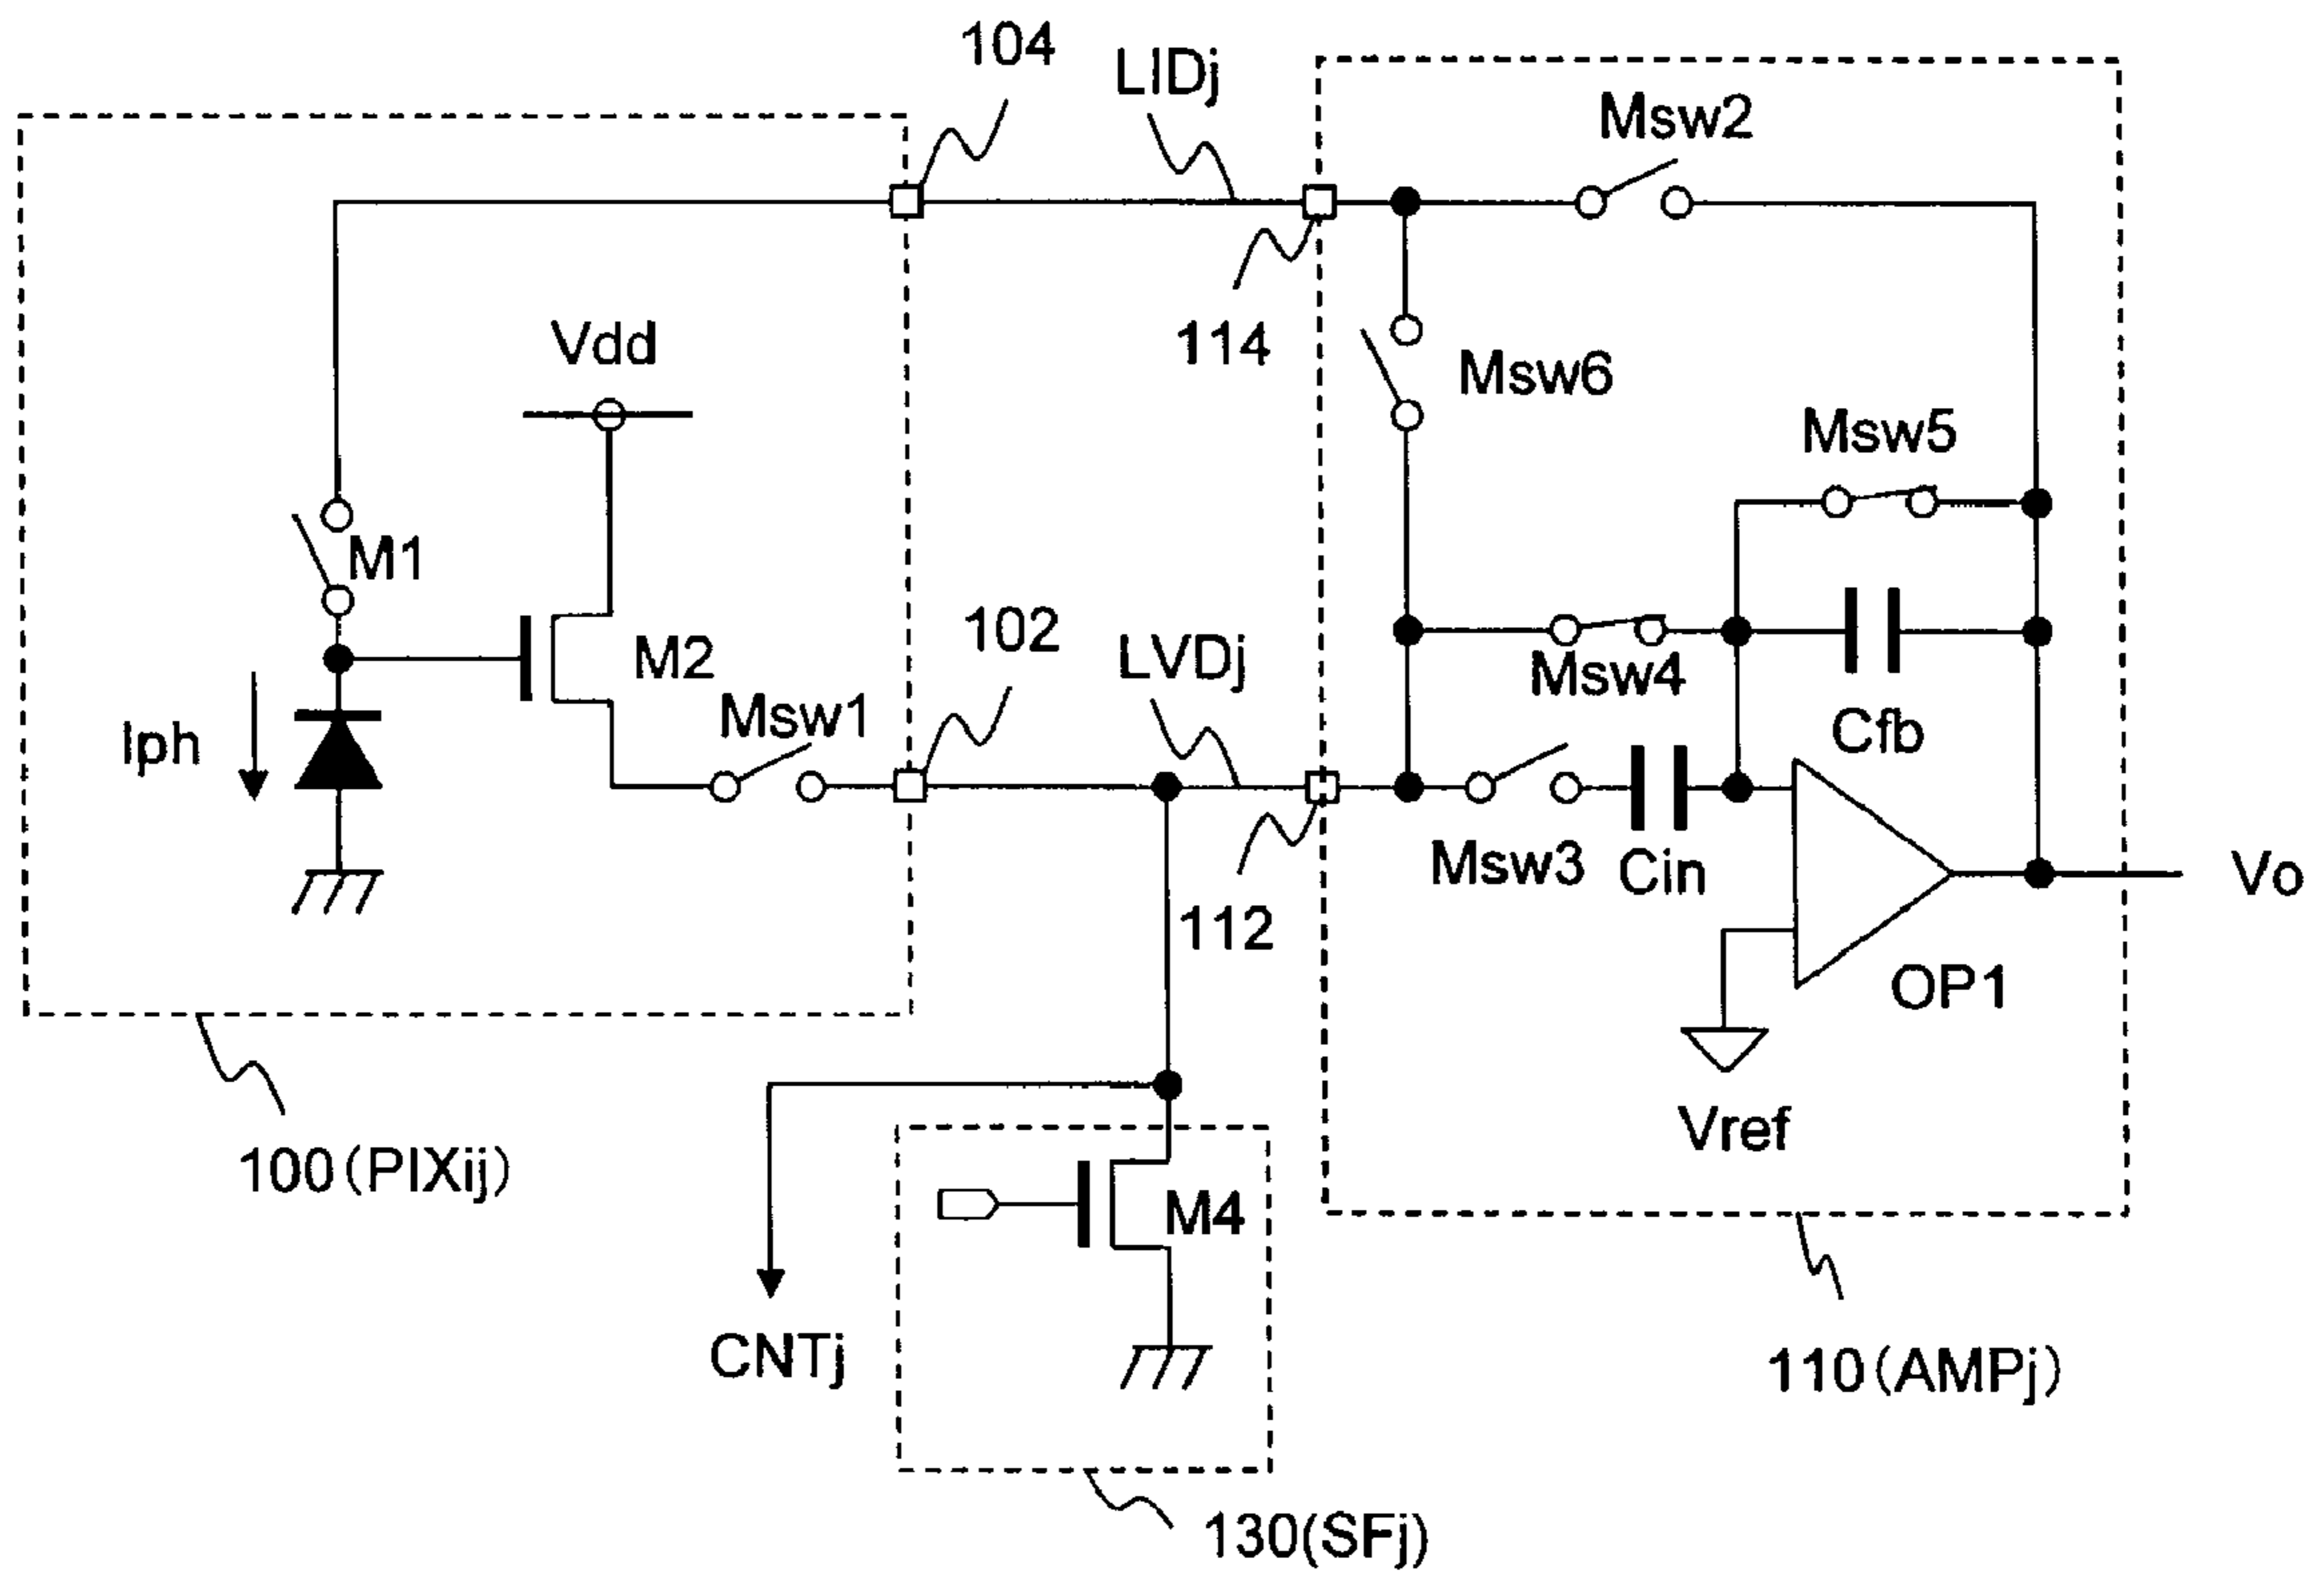 104
LIDj
Msw2
Vdd
114
Msw6
Msw5
M1
102
LVDj
M2
Msw4
Msw1
Iph
Cfb
Msw3
Cin
Vo
112
OP1
Vref
100(PIXij)
M4
CNTj
110(AMPj)
130(SFj)